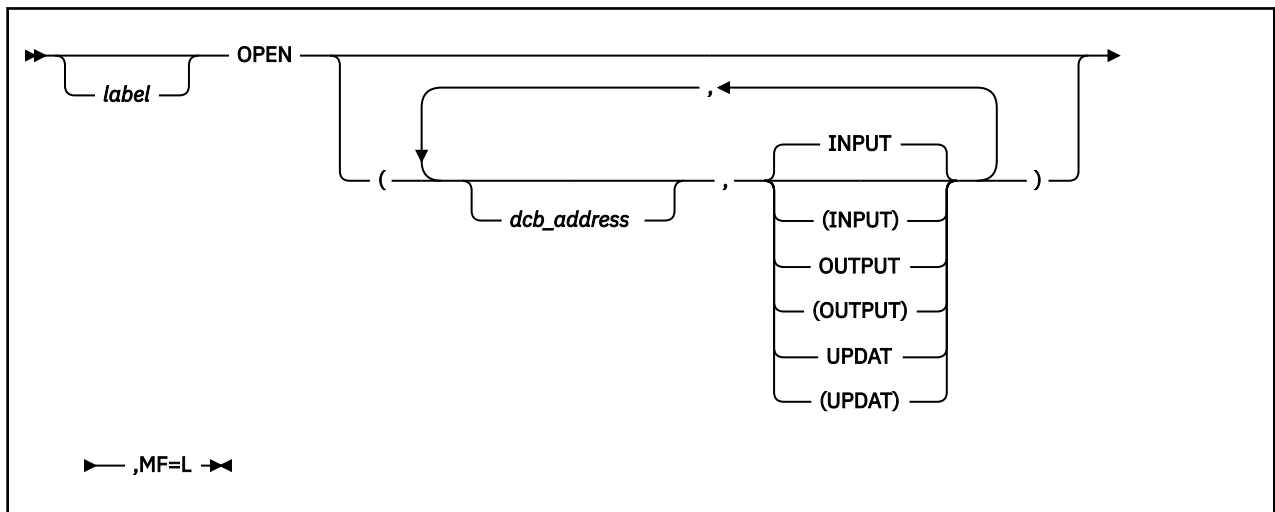 OPEN
label
,
INPUT
( dcb_address , )
(INPUT)
OUTPUT
(OUTPUT)
UPDAT
(UPDAT)
,MF=L